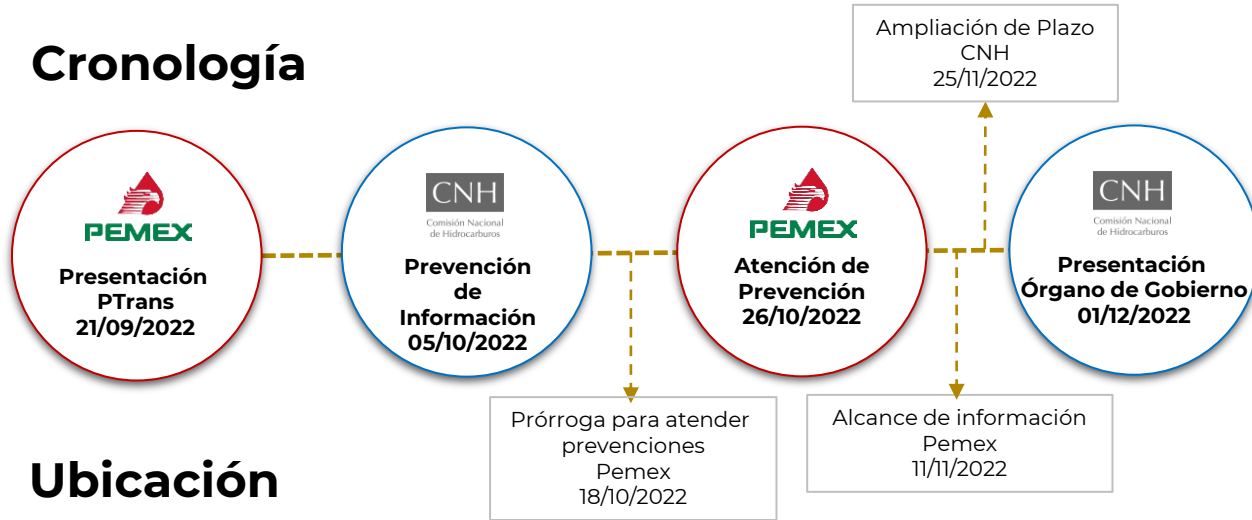 Cronología
Ampliación de Plazo
CNH
25/11/2022
PEMEX
Presentación
PTrans
21/09/2022
CNH
Comisión Nacional
de Hidrocarburos
Prevención
de
Información
05/10/2022
Prórroga para atender
prevenciones
Pemex
18/10/2022
PEMEX
Atención de
Prevención
26/10/2022
Alcance de información
Pemex
11/11/2022
CNH
Comisión Nacional
de Hidrocarburos
Presentación
Órgano de Gobierno
01/12/2022
Ubicación